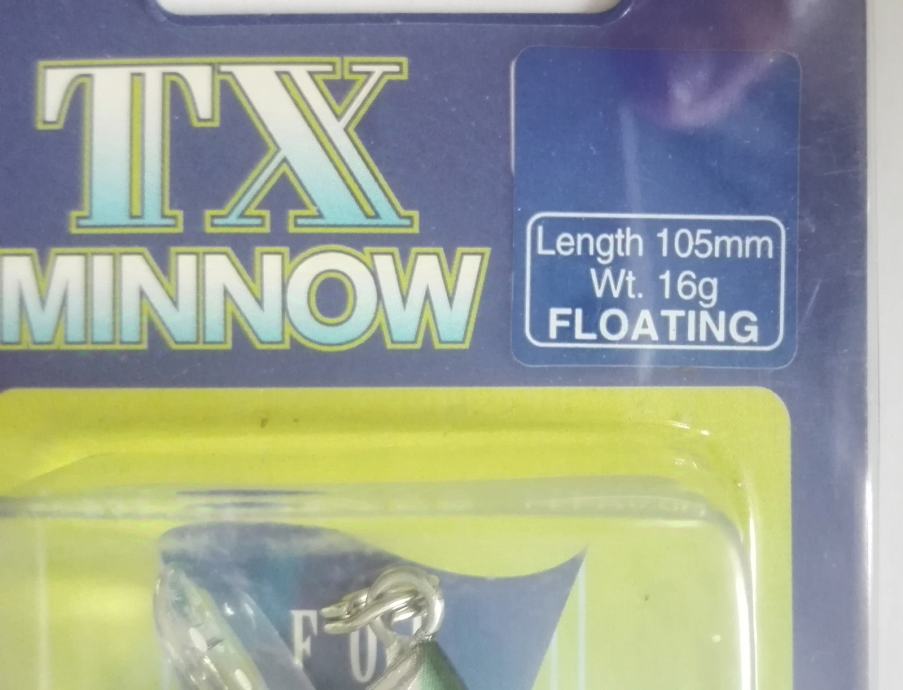 TX
MINNOW
Length 105mm
Wt. 16g
FLOATING